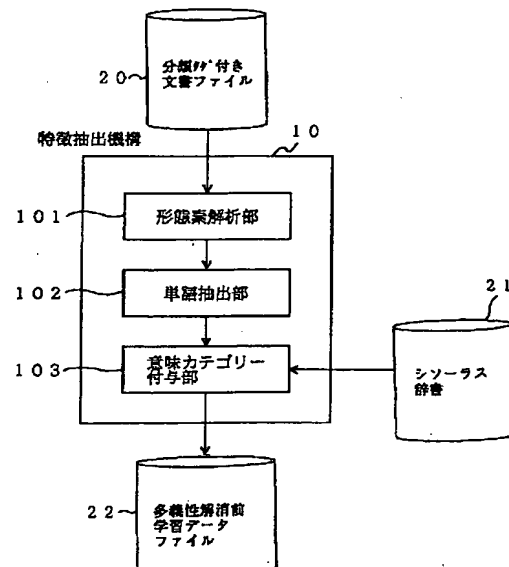 分類ﾀｸﾞ付き
文書ファイル
20
10
特徴抽出機構
101
形態素解析部
102
単語抽出部
21
103
意味カテゴリー
付与部
シソーラス
辞書
22
多義性解消前
学習データ
ファイル